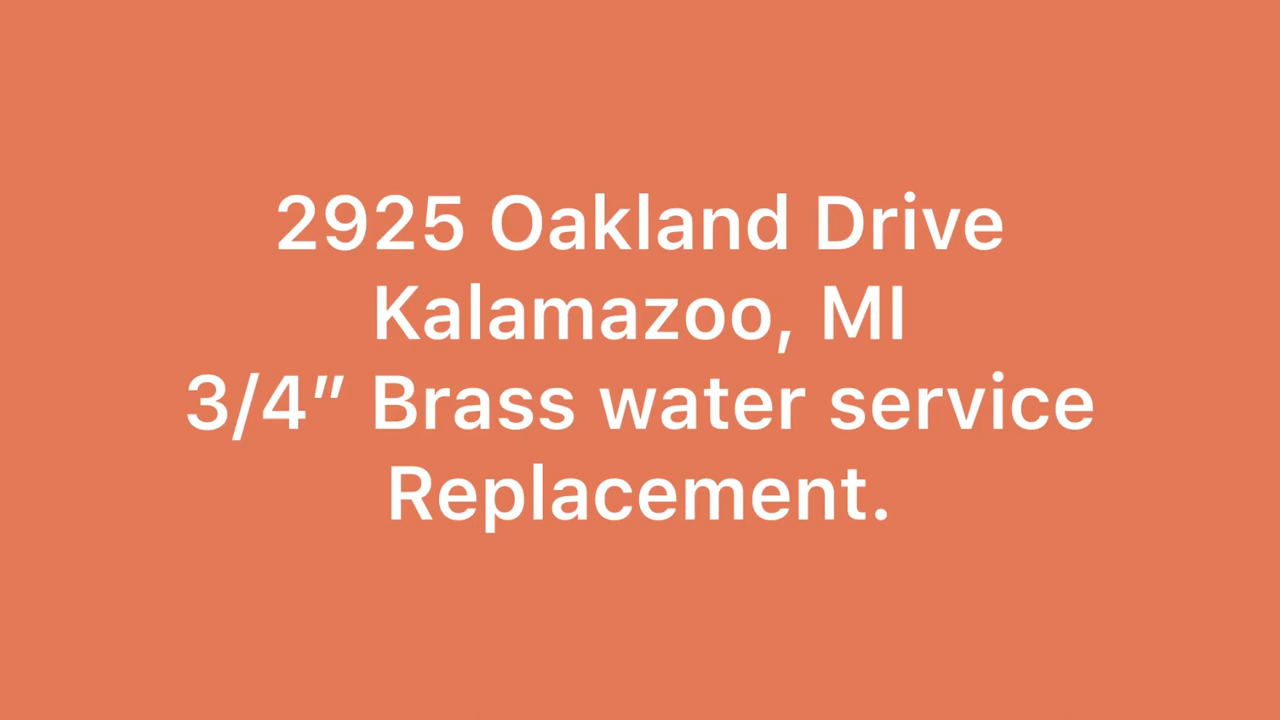 2925 Oakland Drive
Kalamazoo, MI
3/4” Brass water service
Replacement.